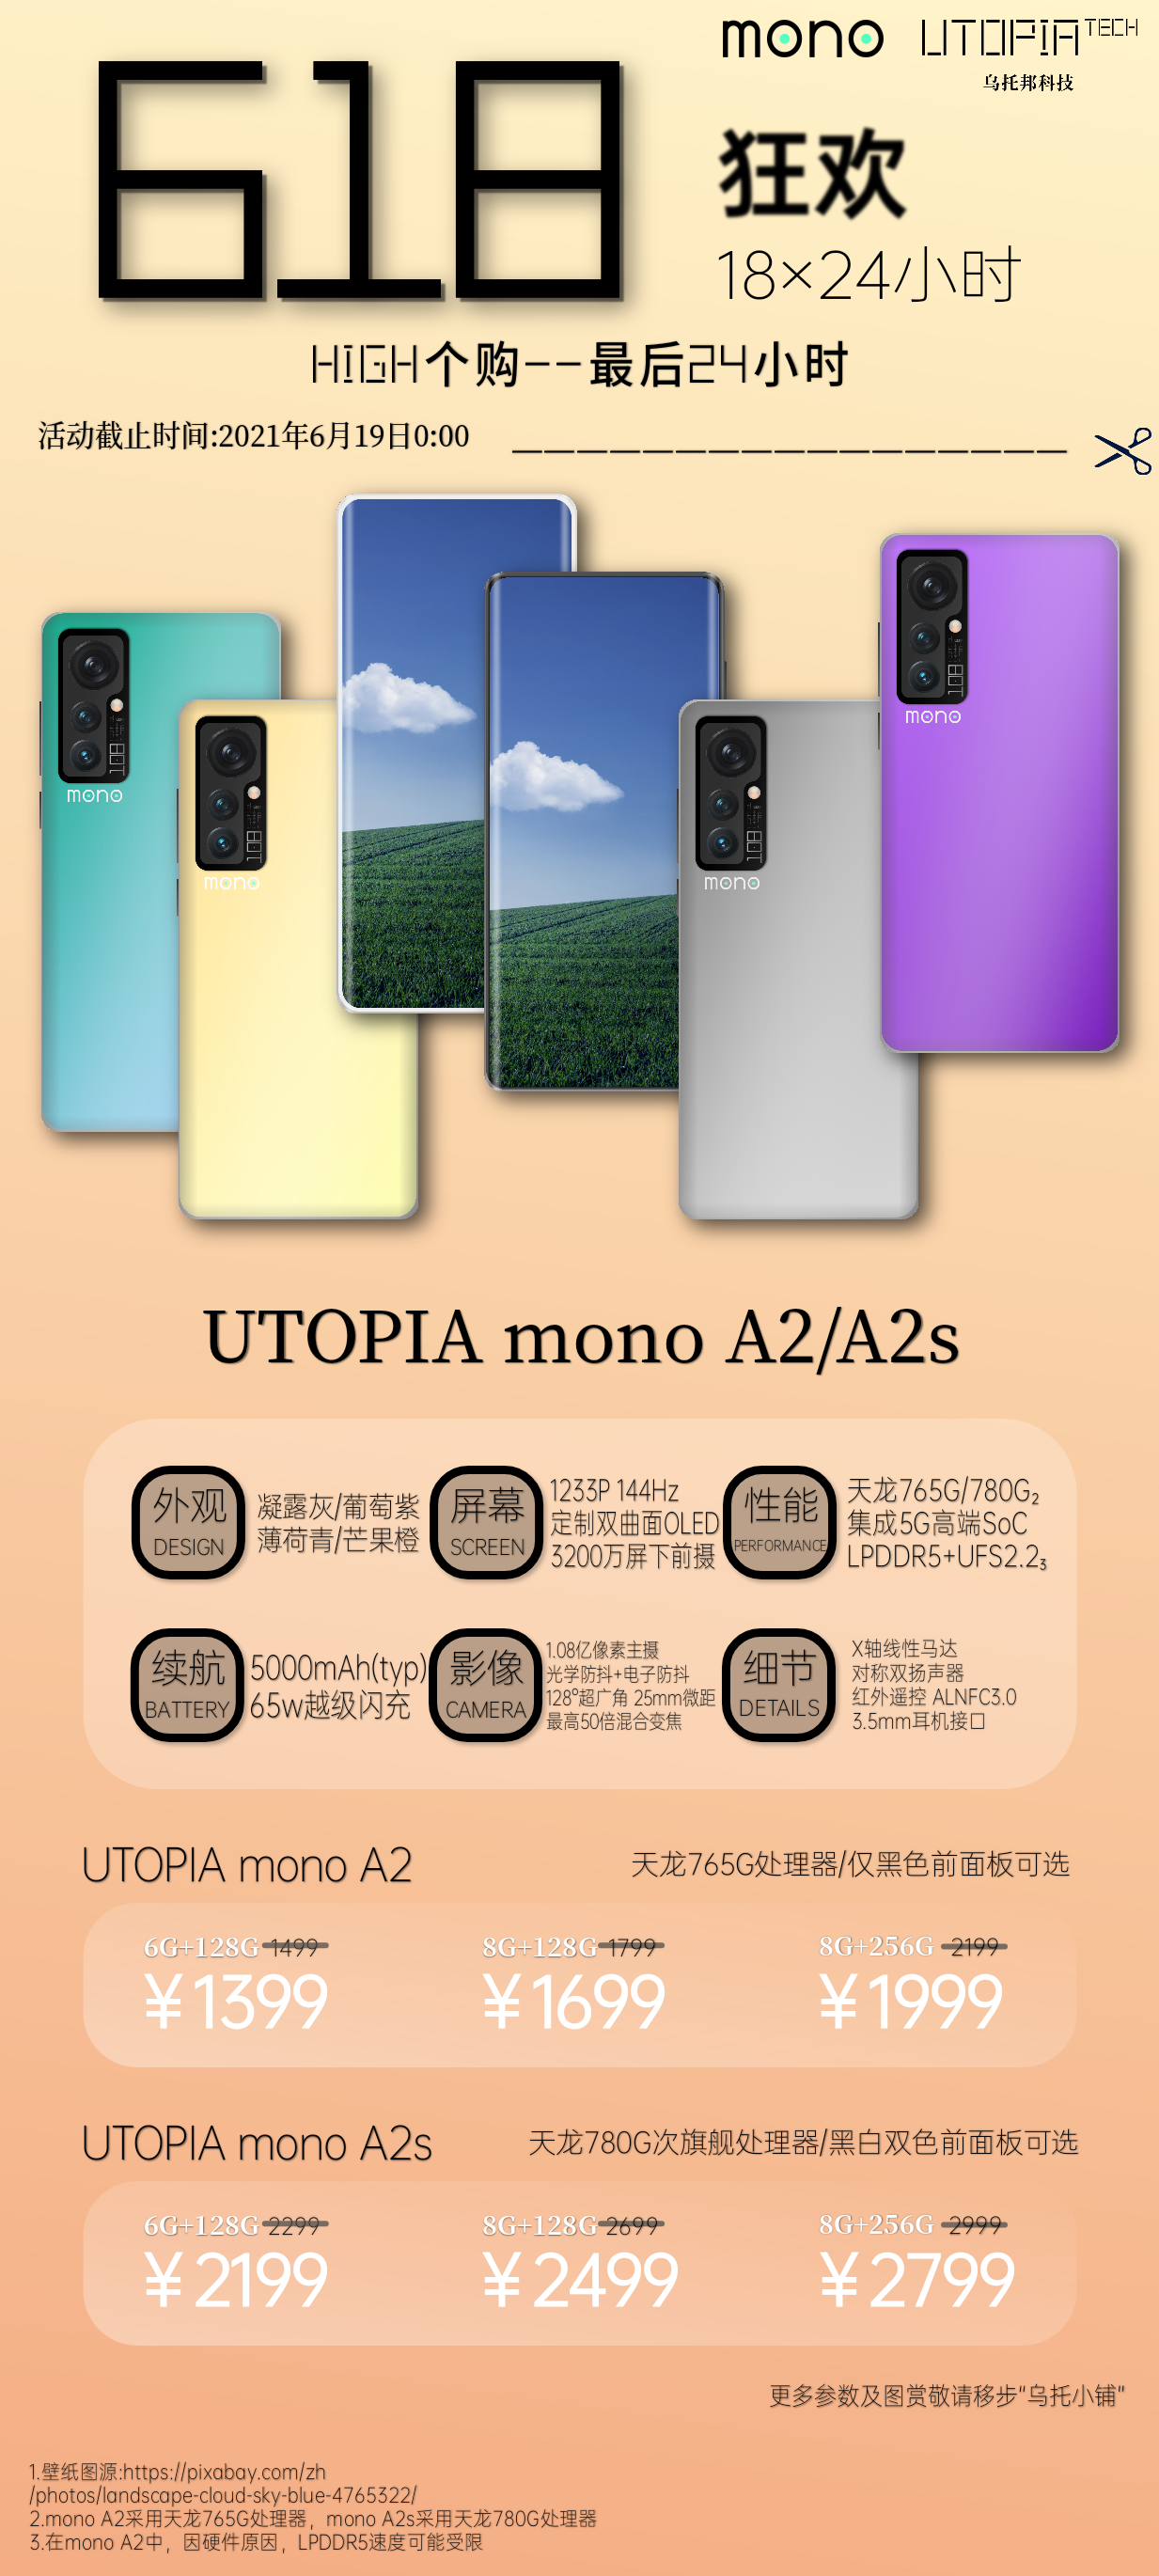 mono UTOPIA TECH
乌托邦科技
618
狂欢
18×24小时
HIGH个购--最后24小时
活动截止时间:2021年6月19日0:00
108
mono
108
mono
108
mono
108
mono
UTOPIA mono A2/A2s
外观
DESIGN
凝露灰/葡萄紫
薄荷青/芒果橙
屏幕
SCREEN
1233P 144Hz
定制双曲面OLED
3200万屏下前摄
性能
PERFORMANCE
天龙765G/780G₂
集成5G高端SoC
LPDDR5+UFS2.2₃
续航
BATTERY
5000mAh(typ)
65w越级闪充
影像
CAMERA
1.08亿像素主摄
光学防抖+电子防抖
128°超广角 25mm微距
最高50倍混合变焦
细节
DETAILS
X轴线性马达
对称双扬声器
红外遥控 ALNFC3.0
3.5mm耳机接口
UTOPIA mono A2
天龙765G处理器/仅黑色前面板可选
6G+128G 1499
¥1399
8G+128G 1799
¥1699
8G+256G 2199
¥1999
UTOPIA mono A2s
天龙780G次旗舰处理器/黑白双色前面板可选
6G+128G 2299
¥2199
8G+128G 2699
¥2499
8G+256G 2999
¥2799
更多参数及图赏敬请移步"乌托小铺"
1.壁纸图源:https://pixabay.com/zh
/photos/landscape-cloud-sky-blue-4765322/
2.mono A2采用天龙765G处理器，mono A2s采用天龙780G处理器
3.在mono A2中，因硬件原因，LPDDR5速度可能受限